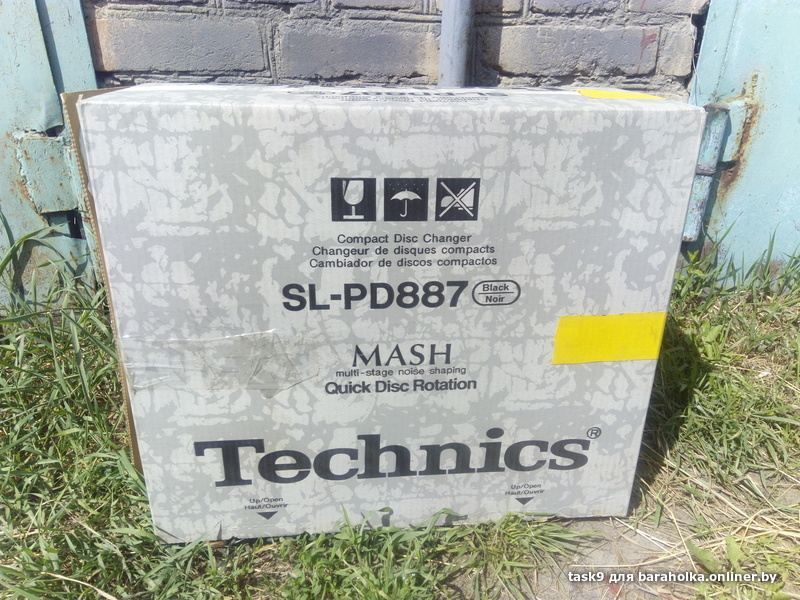 Compact Disc Changer
Changeur de disques compacts
Cambiador de discos compactos
SL-PD887 Black
Noir
MASH
multi-stage noise shaping
Quick Disc Rotation
Technics®
Up/Open
Haut/Ouvrir
Up/Open
Haut/Ouvrir
task9 для baraholka.onliner.by